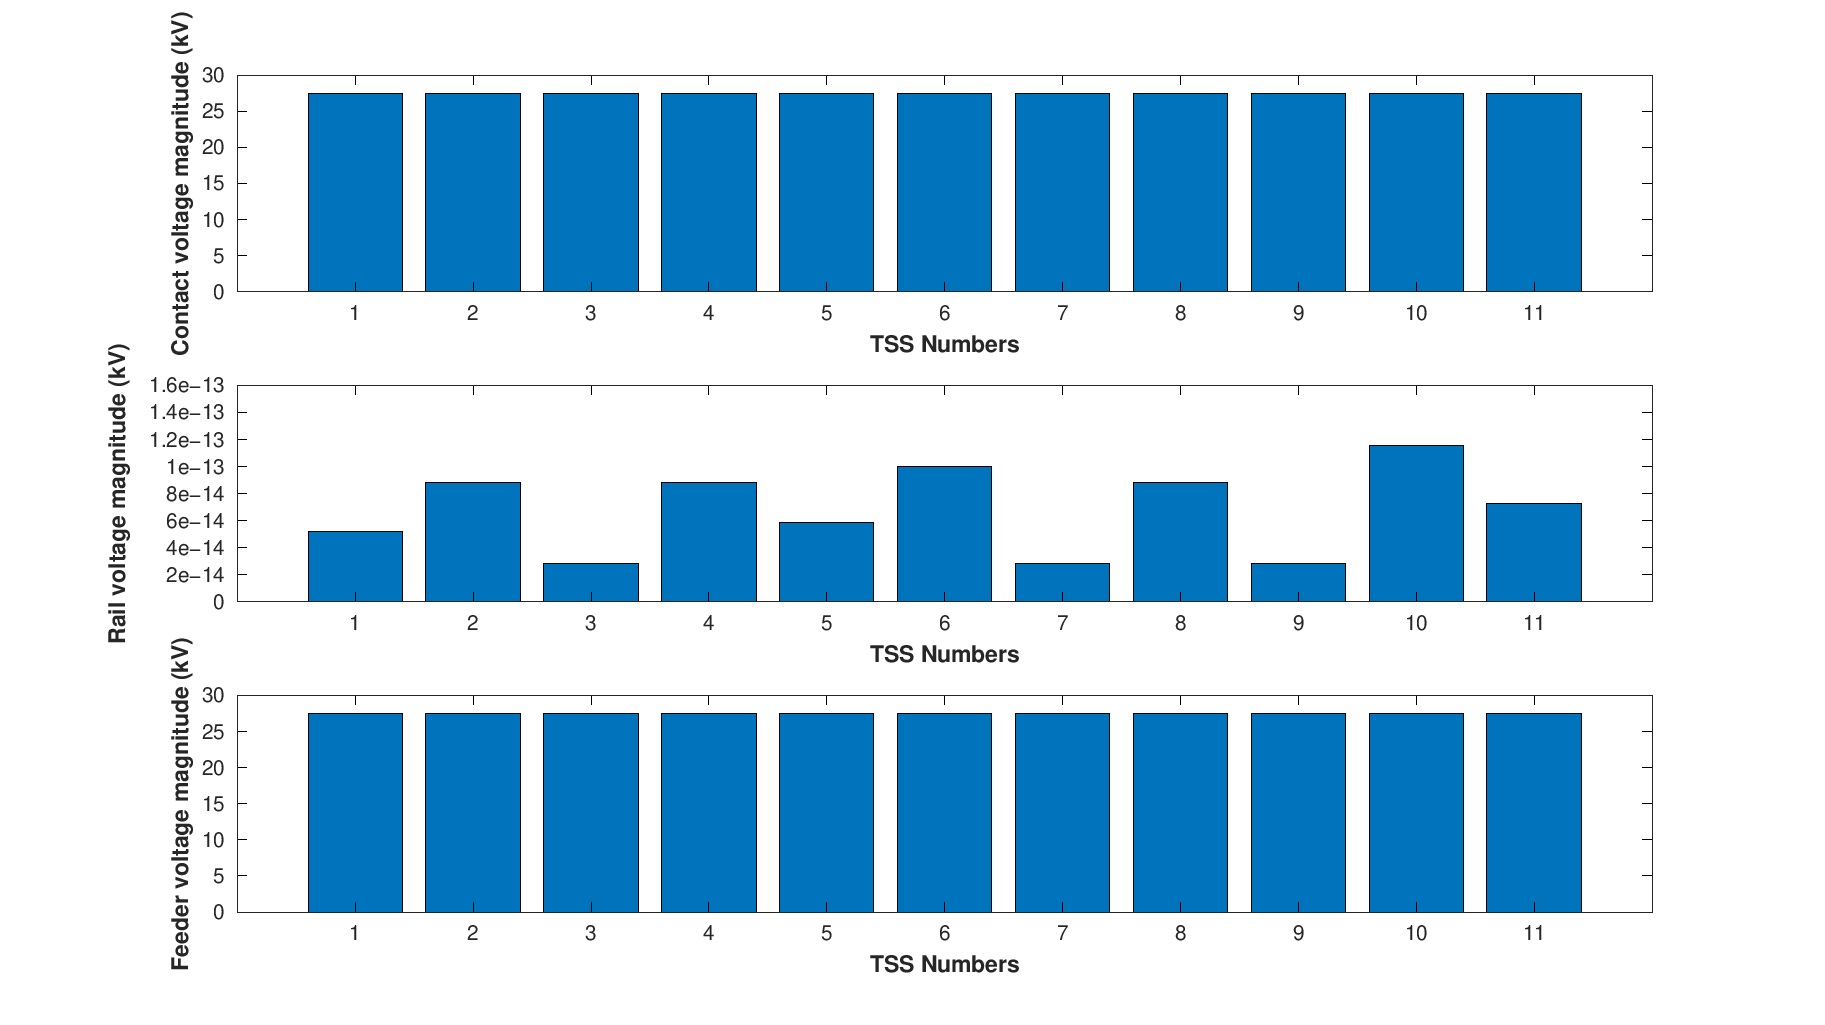 Contact voltage magnitude (kV)
30
25
20
15
10
5
0
1 2 3 4 5 6 7 8 9 10 11
TSS Numbers
Rail voltage magnitude (kV)
1.6e−13
1.4e−13
1.2e−13
1e−13
8e−14
6e−14
4e−14
2e−14
0
1 2 3 4 5 6 7 8 9 10 11
TSS Numbers
Feeder voltage magnitude (kV)
30
25
20
15
10
5
0
1 2 3 4 5 6 7 8 9 10 11
TSS Numbers